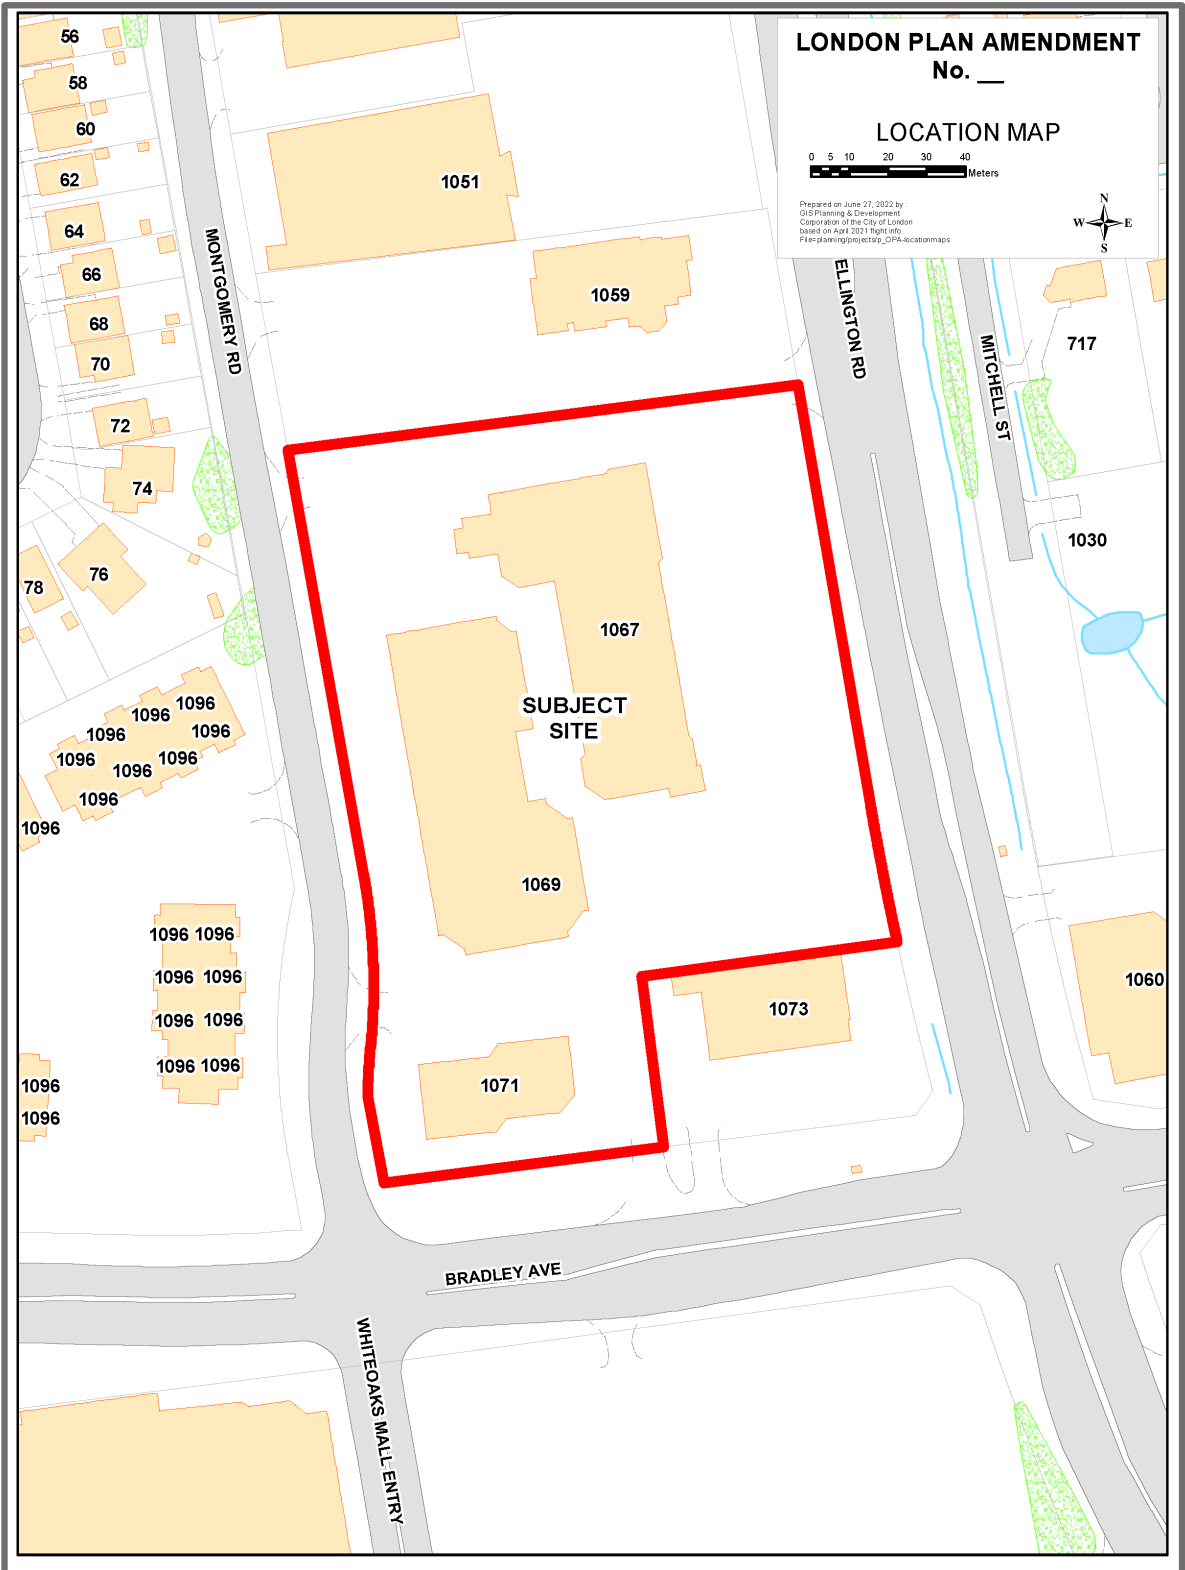 LONDON PLAN AMENDMENT
No. __
LOCATION MAP
0 5 10 20 30 40
Meters
Prepared on June 27, 2022 by :
GIS Planning & Development
Corporation of the City of London
based on April 2021 flight info.
File=planning/projects/p_OPA-locationmaps
N
W E
S
56
58
60
62
64
66
68
70
72
74
76
78
1051
1059
MONTGOMERY RD
ELLINGTON RD
MITCHELL ST
717
1030
1067
SUBJECT
SITE
1069
1096
1096
1096
1096
1096
1096
1096
1096
1096
1096 1096
1096 1096
1096 1096
1096 1096
1096
1096
1060
1073
1071
BRADLEY AVE
WHITEOAKS MALL ENTRY